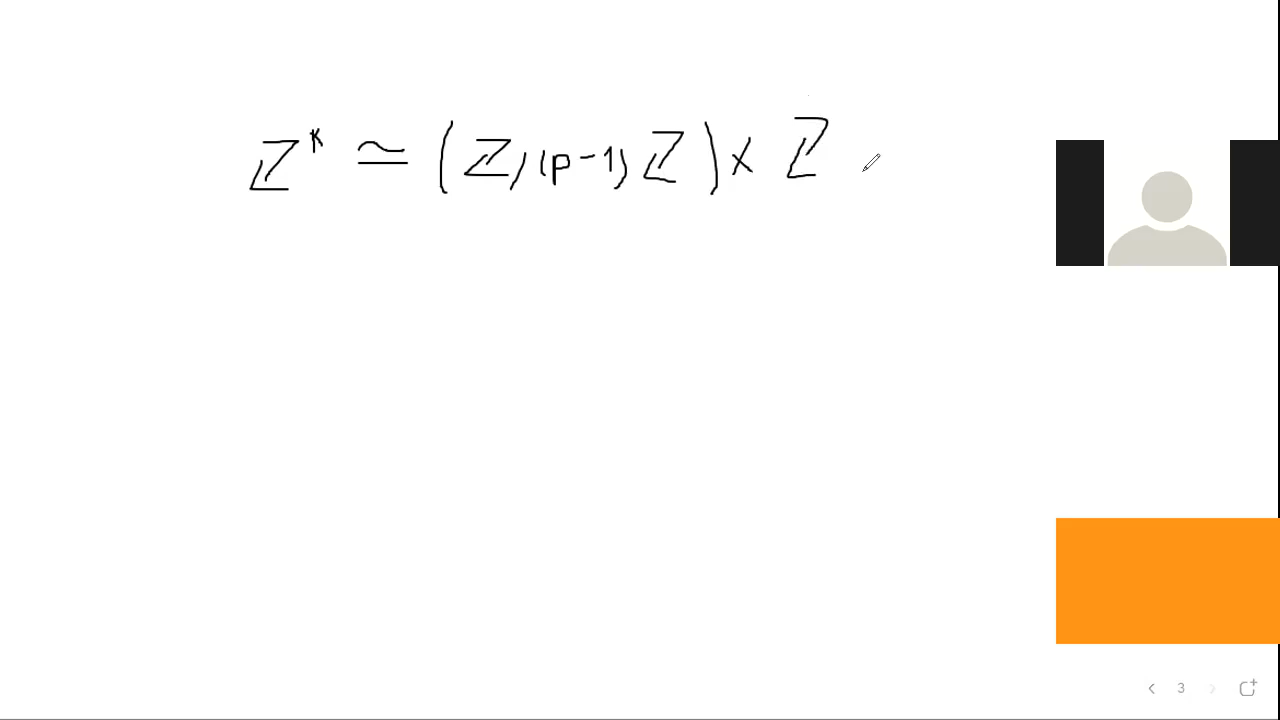 ℤ* ≃ (ℤ/(p-1)ℤ) × ℤ
3